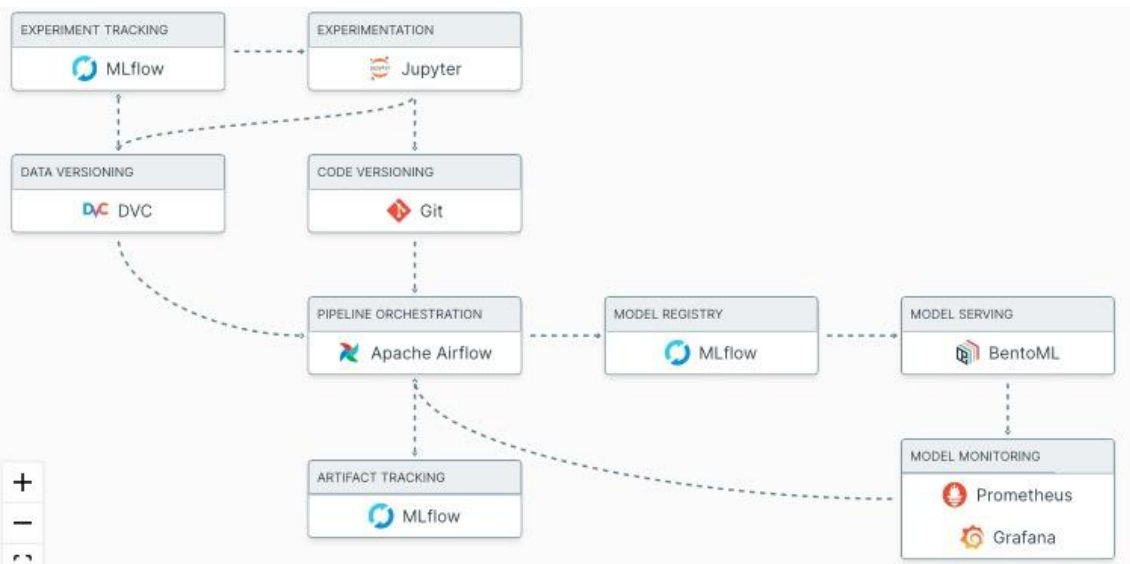 EXPERIMENT TRACKING
MLflow
EXPERIMENTATION
Jupyter
DATA VERSIONING
DVC DVC
CODE VERSIONING
Git
PIPELINE ORCHESTRATION
Apache Airflow
MODEL REGISTRY
MLflow
MODEL SERVING
BentoML
ARTIFACT TRACKING
MLflow
MODEL MONITORING
Prometheus
Grafana